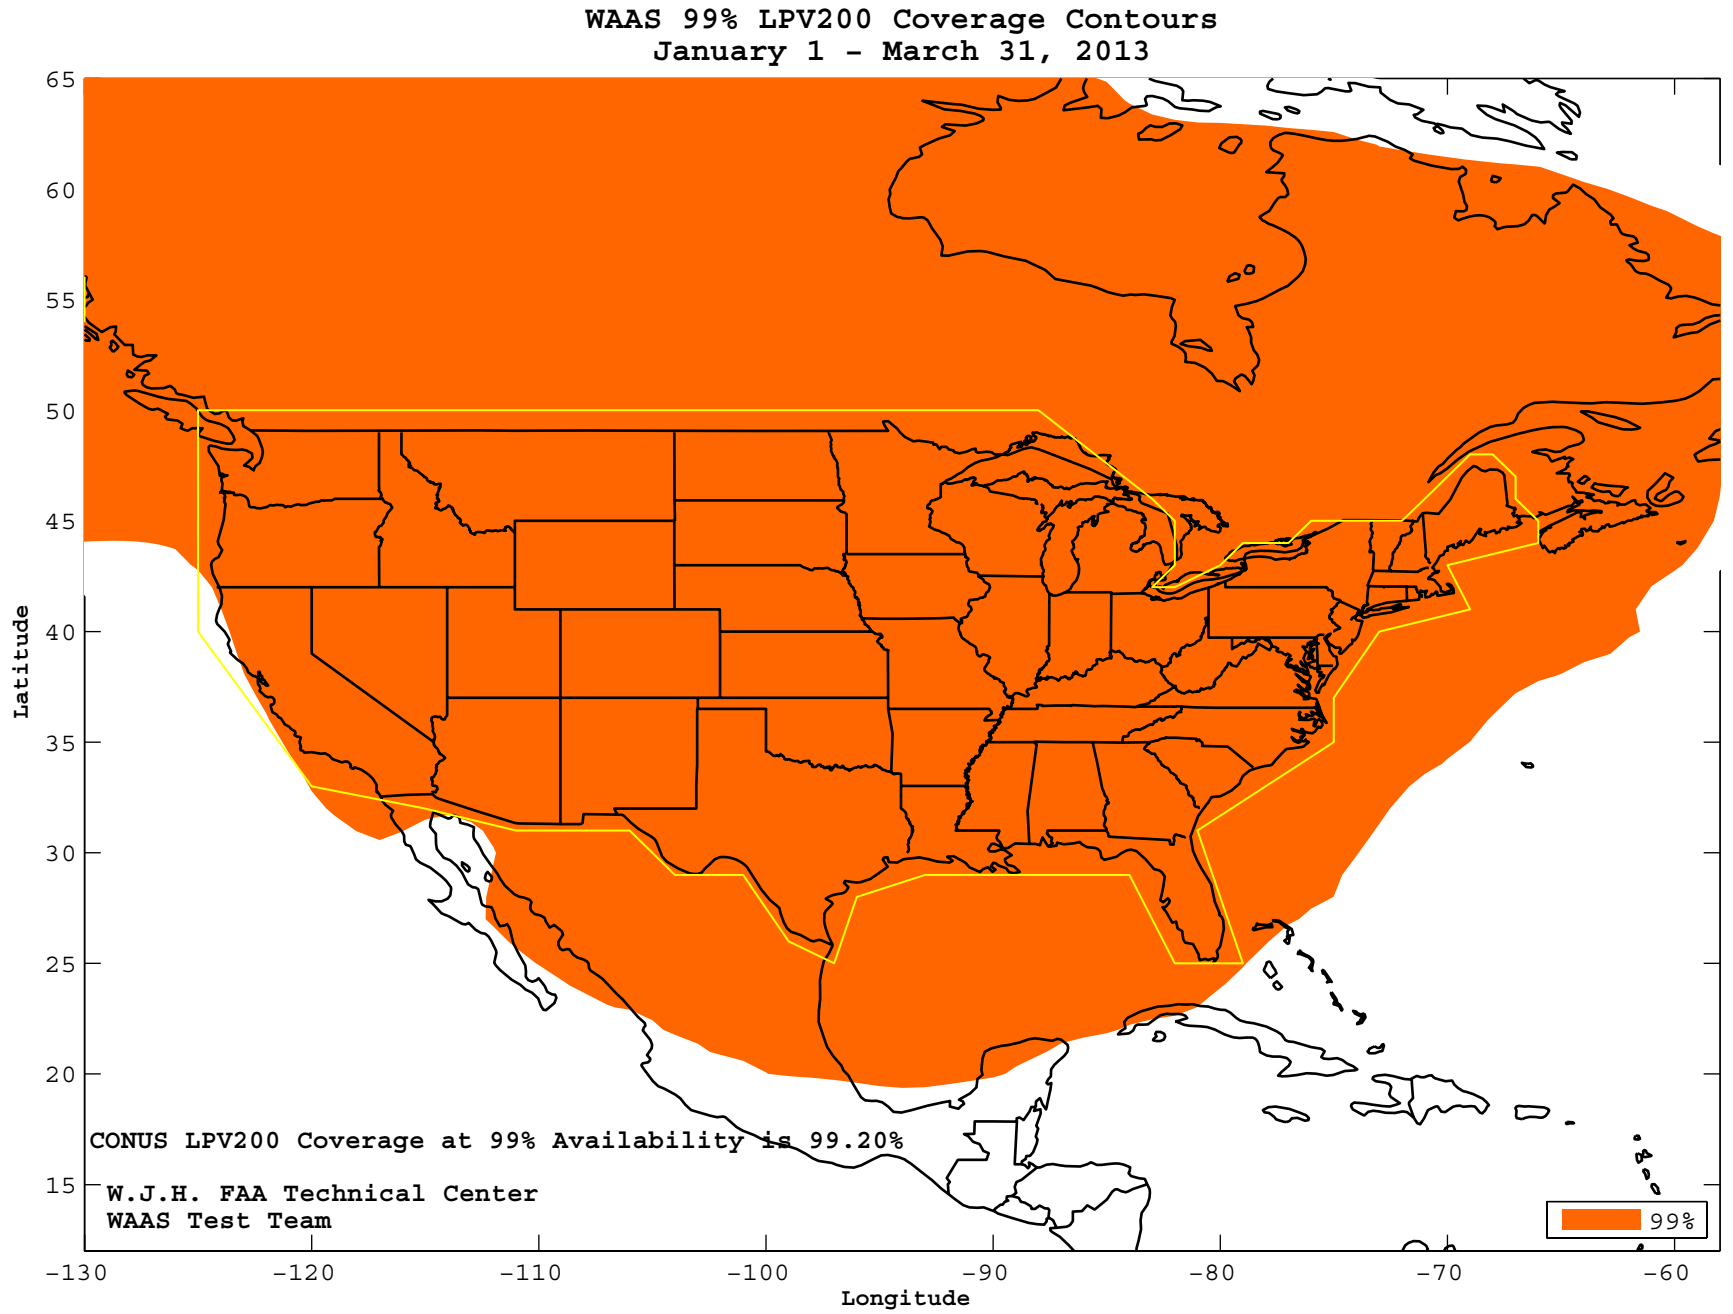 WAAS 99% LPV200 Coverage Contours
January 1 - March 31, 2013
65
60
55
50
45
40
35
30
25
20
15
Latitude
CONUS LPV200 Coverage at 99% Availability is 99.20%
W.J.H. FAA Technical Center
WAAS Test Team
99%
-130 -120 -110 -100 -90 -80 -70 -60
Longitude